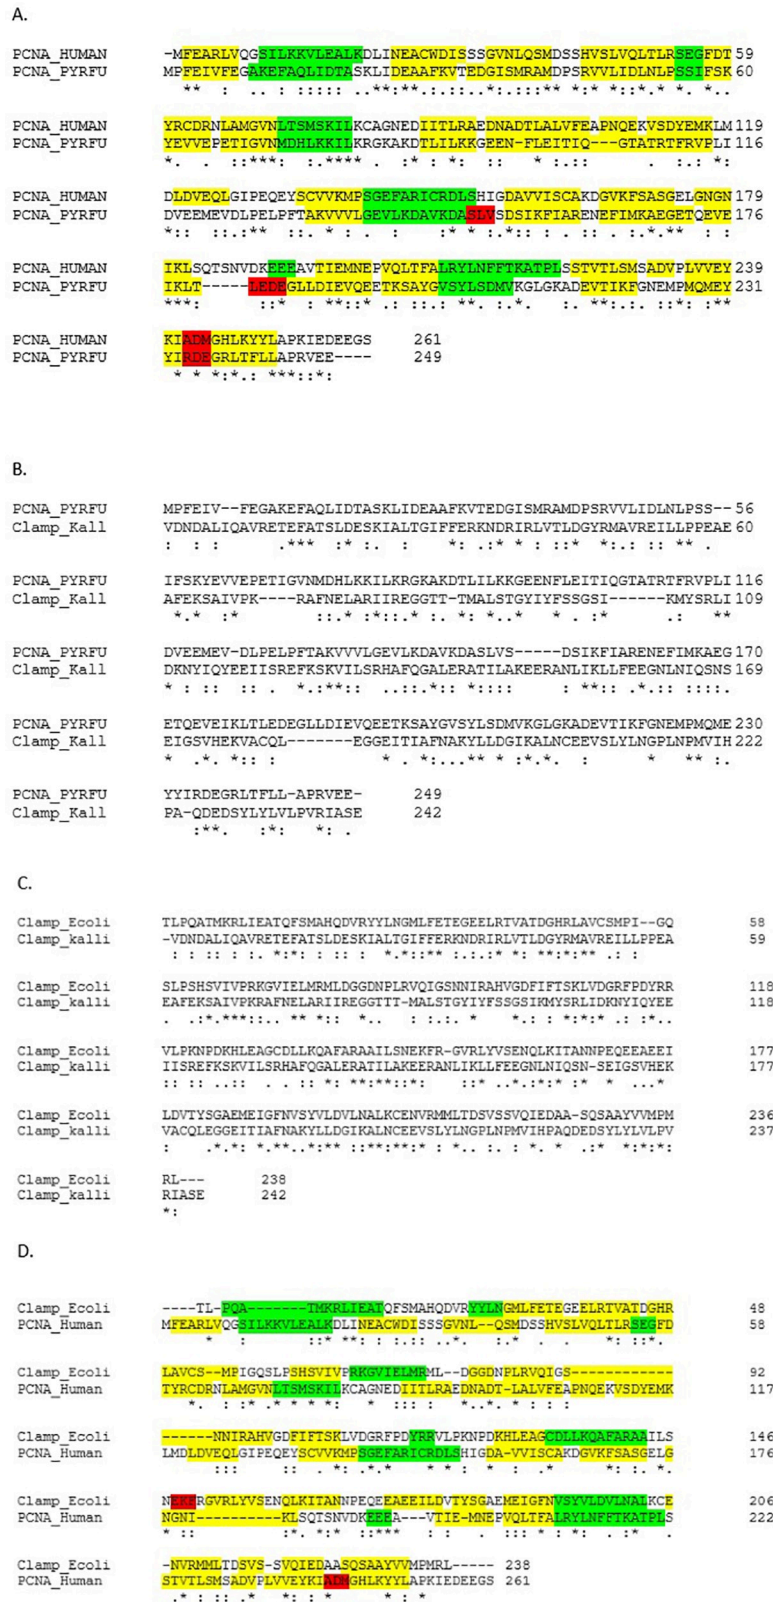 A.
PCNA_HUMAN -MFEARLVQGSILKKVLEALKDLINEACWDISSSGVNLQSMDSSHVSLVQLTLRSEGFDT 59
PCNA_PYRFU MPFEIVFEGAKEFAQLIDTASKLIDEAAFKVTEDGISMRAMDPSRVVLIDLNLPSSIFSK 60
PCNA_HUMAN YRCDRNLAMGVNLTSMSKILKCAGNEDIITLRAEDNADTLALVFEAPNQEKVSDYEMKLM 119
PCNA_PYRFU YEVVEPETIGVNMDHLKKILKRGKAKDTLILKKGEEN-FLEITIQ---GTATRTFRVPLI 116
PCNA_HUMAN DLDVEQLGIPEQEYSCVVKMPSGEFARICRDLSHIGDAVVISCAKDGVKFSASGELGNGN 179
PCNA_PYRFU DVEEMEVDLPELPFTAKVVVLGEVLKDAVKDASLVSDSIKFIARENEFIMKAEGETQEVE 176
PCNA_HUMAN IKLSQTSNVDKEEEAVTIEMNEPVQLTFALRYLNFFTKATPLSSTVTLSMSADVPLVVEY 239
PCNA_PYRFU IKLT-----LEDEGLLDIEVQEETKSAYGVSYLSDMVKGLGKADEVTIKFGNEMPMQMEY 231
PCNA_HUMAN KIADMGHLKYYLAPKIEDEEGS 261
PCNA_PYRFU YIRDEGRLTFLLAPRVEE---- 249
B.
PCNA_PYRFU MPFEIV--FEGAKEFAQLIDTASKLIDEAAFKVTEDGISMRAMDPSRVVLIDLNLPSS-- 56
Clamp_Kall VDNDALIQAVRETEFATSLDESKIALTGIFFERKNDRIRLVTLDGYRMAVREILLPPEAE 60
PCNA_PYRFU IFSKYEVVEPETIGVNMDHLKKILKRGKAKDTLILKKGEENFLEITIQGTATRTFRVPLI 116
Clamp_Kall AFEKSAIVPK----RAFNELARIIREGGTT-TMALSTGYIYFSSGSI------KMYSRLI 109
PCNA_PYRFU DVEEMEV-DLPELPFTAKVVVLGEVLKDAVKDASLVS-----DSIKFIARENEFIMKAEG 170
Clamp_Kall DKNYIQYEEIISREFKSKVILSRHAFQGALERATILAKEERANLIKLLFEEGNLNIQSNS 169
PCNA_PYRFU ETQEVEIKLTLEDEGLLDIEVQEETKSAYGVSYLSDMVKGLGKADEVTIKFGNEMPMQME 230
Clamp_Kall EIGSVHEKVACQL-------EGGEITIAFNAKYLLDGIKALNCEEVSLYLNGPLNPMVIH 222
PCNA_PYRFU YYIRDEGRLTFLL-APRVEE- 249
Clamp_Kall PA-QDEDSYLYLVLPVRIASE 242
C.
Clamp_Ecoli TLPQATMKRLIEATQFSMAHQDVRYYLNGMLFETEGEELRTVATDGHRLAVCSMPI--GQ 58
Clamp_kalli -VDNDALIQAVRETEFATSLDESKIALTGIFFERKNDRIRLVTLDGYRMAVREILLPPEA 59
Clamp_Ecoli SLPSHSVIVPRKGVIELMRMLDGGDNPLRVQIGSNNIRAHVGDFIFTSKLVDGRFPDYRR 118
Clamp_kalli EAFEKSAIVPKRAFNELARIIREGGTTT-MALSTGYIYFSSGSIKMYSRLIDKNYIQYEE 118
Clamp_Ecoli VLPKNPDKHLEAGCDLLKQAFARAAILSNEKFR-GVRLYVSENQLKITANNPEQEEAEEI 177
Clamp_kalli IISREFKSKVILSRHAFQGALERATILAKEERANLIKLLFEEGNLNIQSN-SEIGSVHEK 177
Clamp_Ecoli LDVTYSGAEMEIGFNVSYVLDVLNALKCENVRMMLTDSVSSVQIEDAA-SQSAAYVVMPM 236
Clamp_kalli VACQLEGGEITIAFNAKYLLDGIKALNCEEVSLYLNGPLNPMVIHPAQDEDSYLYLVLPV 237
Clamp_Ecoli RL--- 238
Clamp_kalli RIASE 242
D.
Clamp_Ecoli ----TL-PQA-------TMKRLIEATQFSMAHQDVRYYLNGMLFETEGEELRTVATDGHR 48
PCNA_Human MFEARLVQGSILKKVLEALKDLINEACWDISSSGVNL--QSMDSSHVSLVQLTLRSEGFD 58
Clamp_Ecoli LAVCS--MPIGQSLPSHSVIVPRKGVIELMRML-DGGDNPLRVQIGS------------- 92
PCNA_Human TYRCDRNLAMGVNLTSMSKILKCAGNEDIITLRAEDNADT-LALVFEAPNQEKVSDYEMK 117
Clamp_Ecoli ------NNIRAHVGDFIFTSKLVDGRFPDYRRVLPKNPDKHLEAGCDLLKQAFARAAILS 146
PCNA_Human LMDLDVEQLGIPEQEYSCVVKMPSGEFARICRDLSHIGDA-VVISCAKDGVKFSASGELG 176
Clamp_Ecoli NEKFRGVRLYVSENQLKITANNPEQEEAEEILDVTYSGAEMEIGFNVSYVLDVLNALKCE 206
PCNA_Human NGNI----------KLSQTSNVDKEEEA---VTIE-MNEPVQLTFALRYLNFFTKATPLS 222
Clamp_Ecoli -NVRMMLTDSVS-SVQIEDAASQSAAYVVMPMRL----- 238
PCNA_Human STVTLSMSADVPLVVEYKIADMGHLKYYLAPKIEDEEGS 261